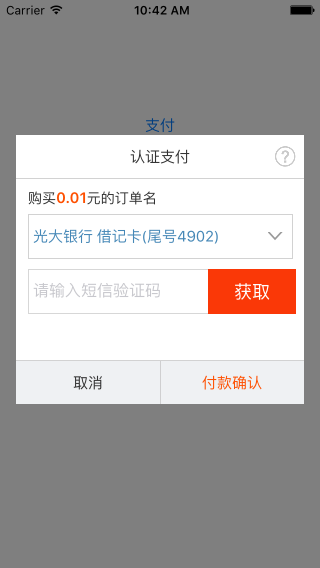 Carrier 10:42 AM
支付
认证支付
?
购买0.01元的订单名
光大银行 借记卡(尾号4902)
请输入短信验证码 获取
取消 付款确认